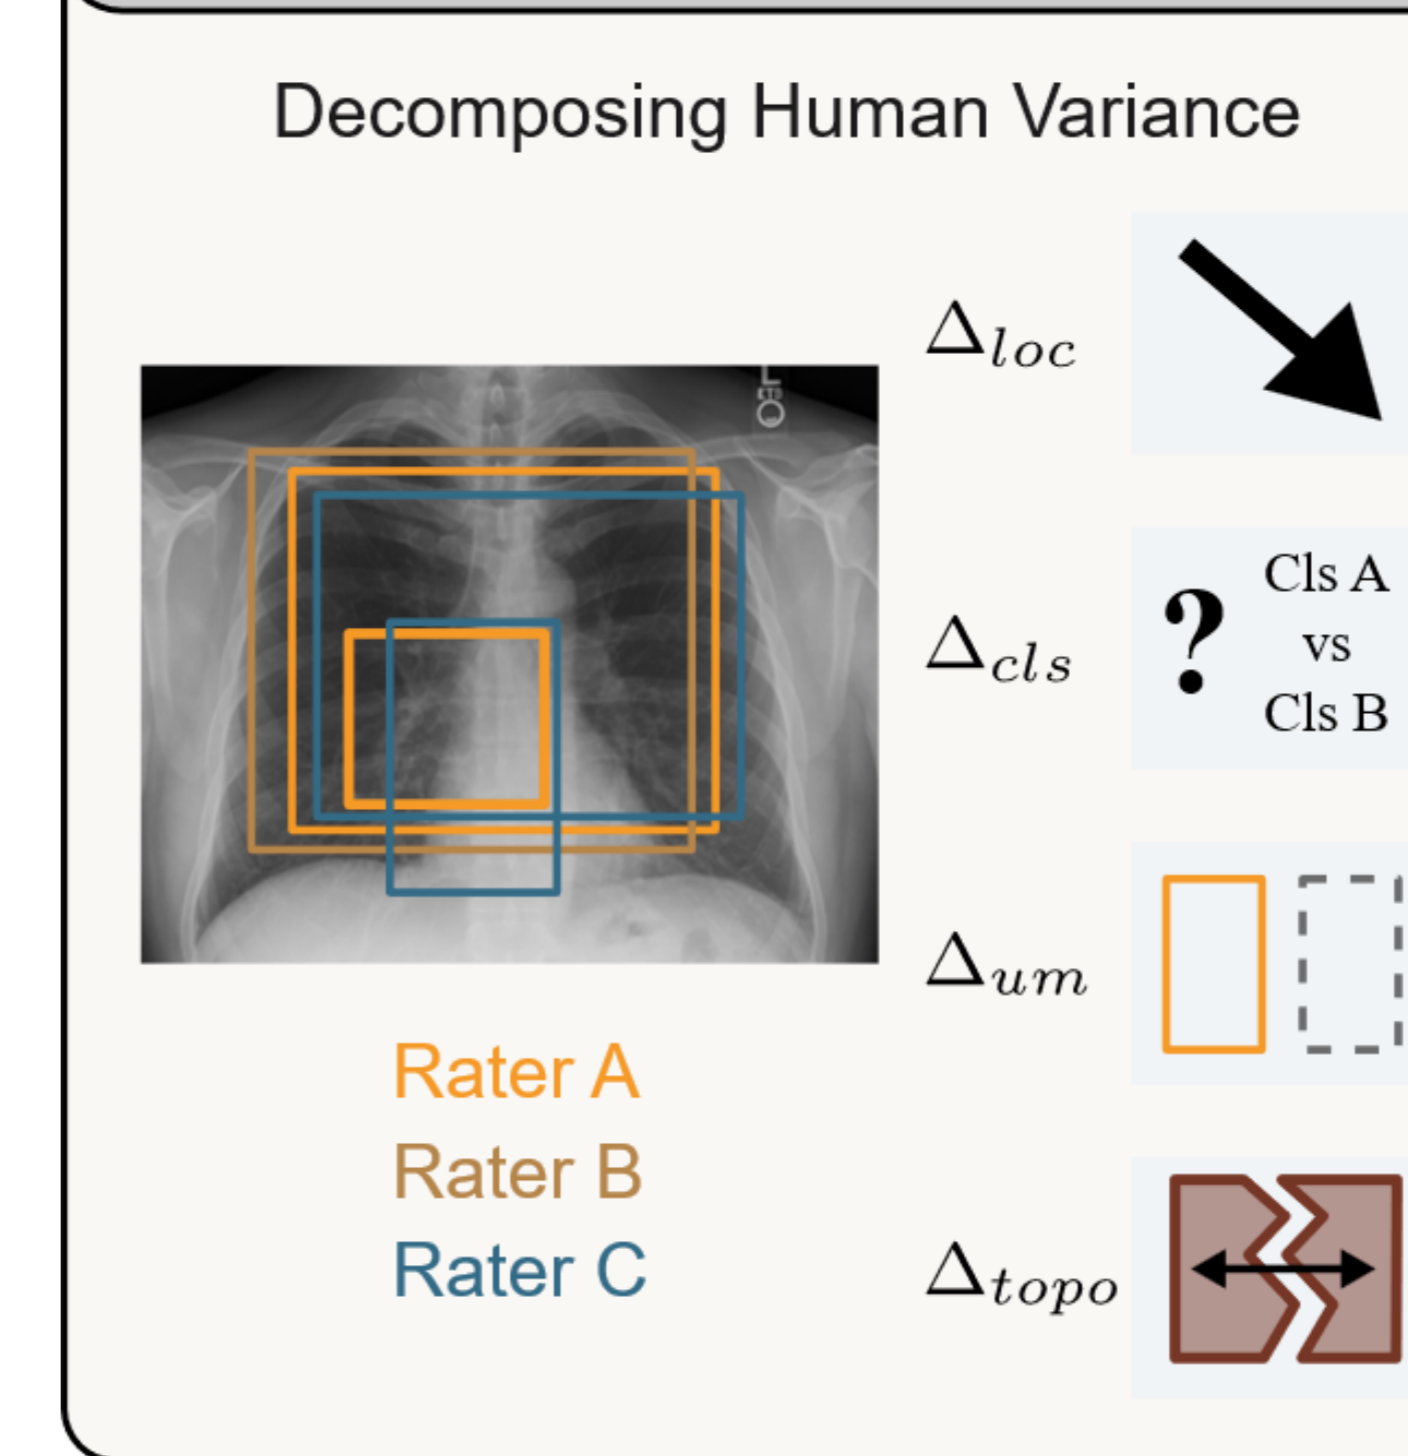 Decomposing Human Variance
L
Rater A
Rater B
Rater C
Δloc
Δcls
? Cls A
vs
Cls B
Δum
Δtopo